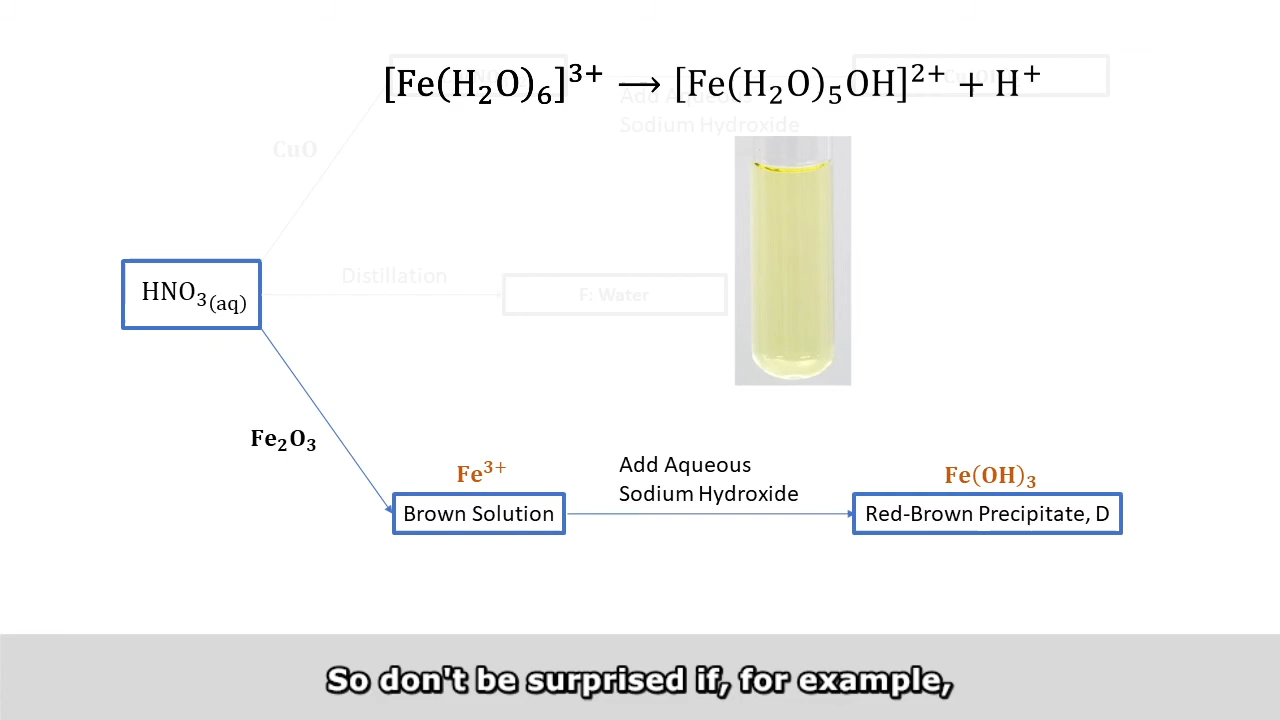 [Fe(H₂O)₆]³⁺ ⟶ [Fe(H₂O)₅OH]²⁺ + H⁺
Add Aqueous
Sodium Hydroxide
CuO
Distillation
HNO₃(aq)
F: Water
Fe₂O₃
Fe³⁺
Add Aqueous
Sodium Hydroxide
Fe(OH)₃
Brown Solution
Red-Brown Precipitate, D
So don't be surprised if, for example,